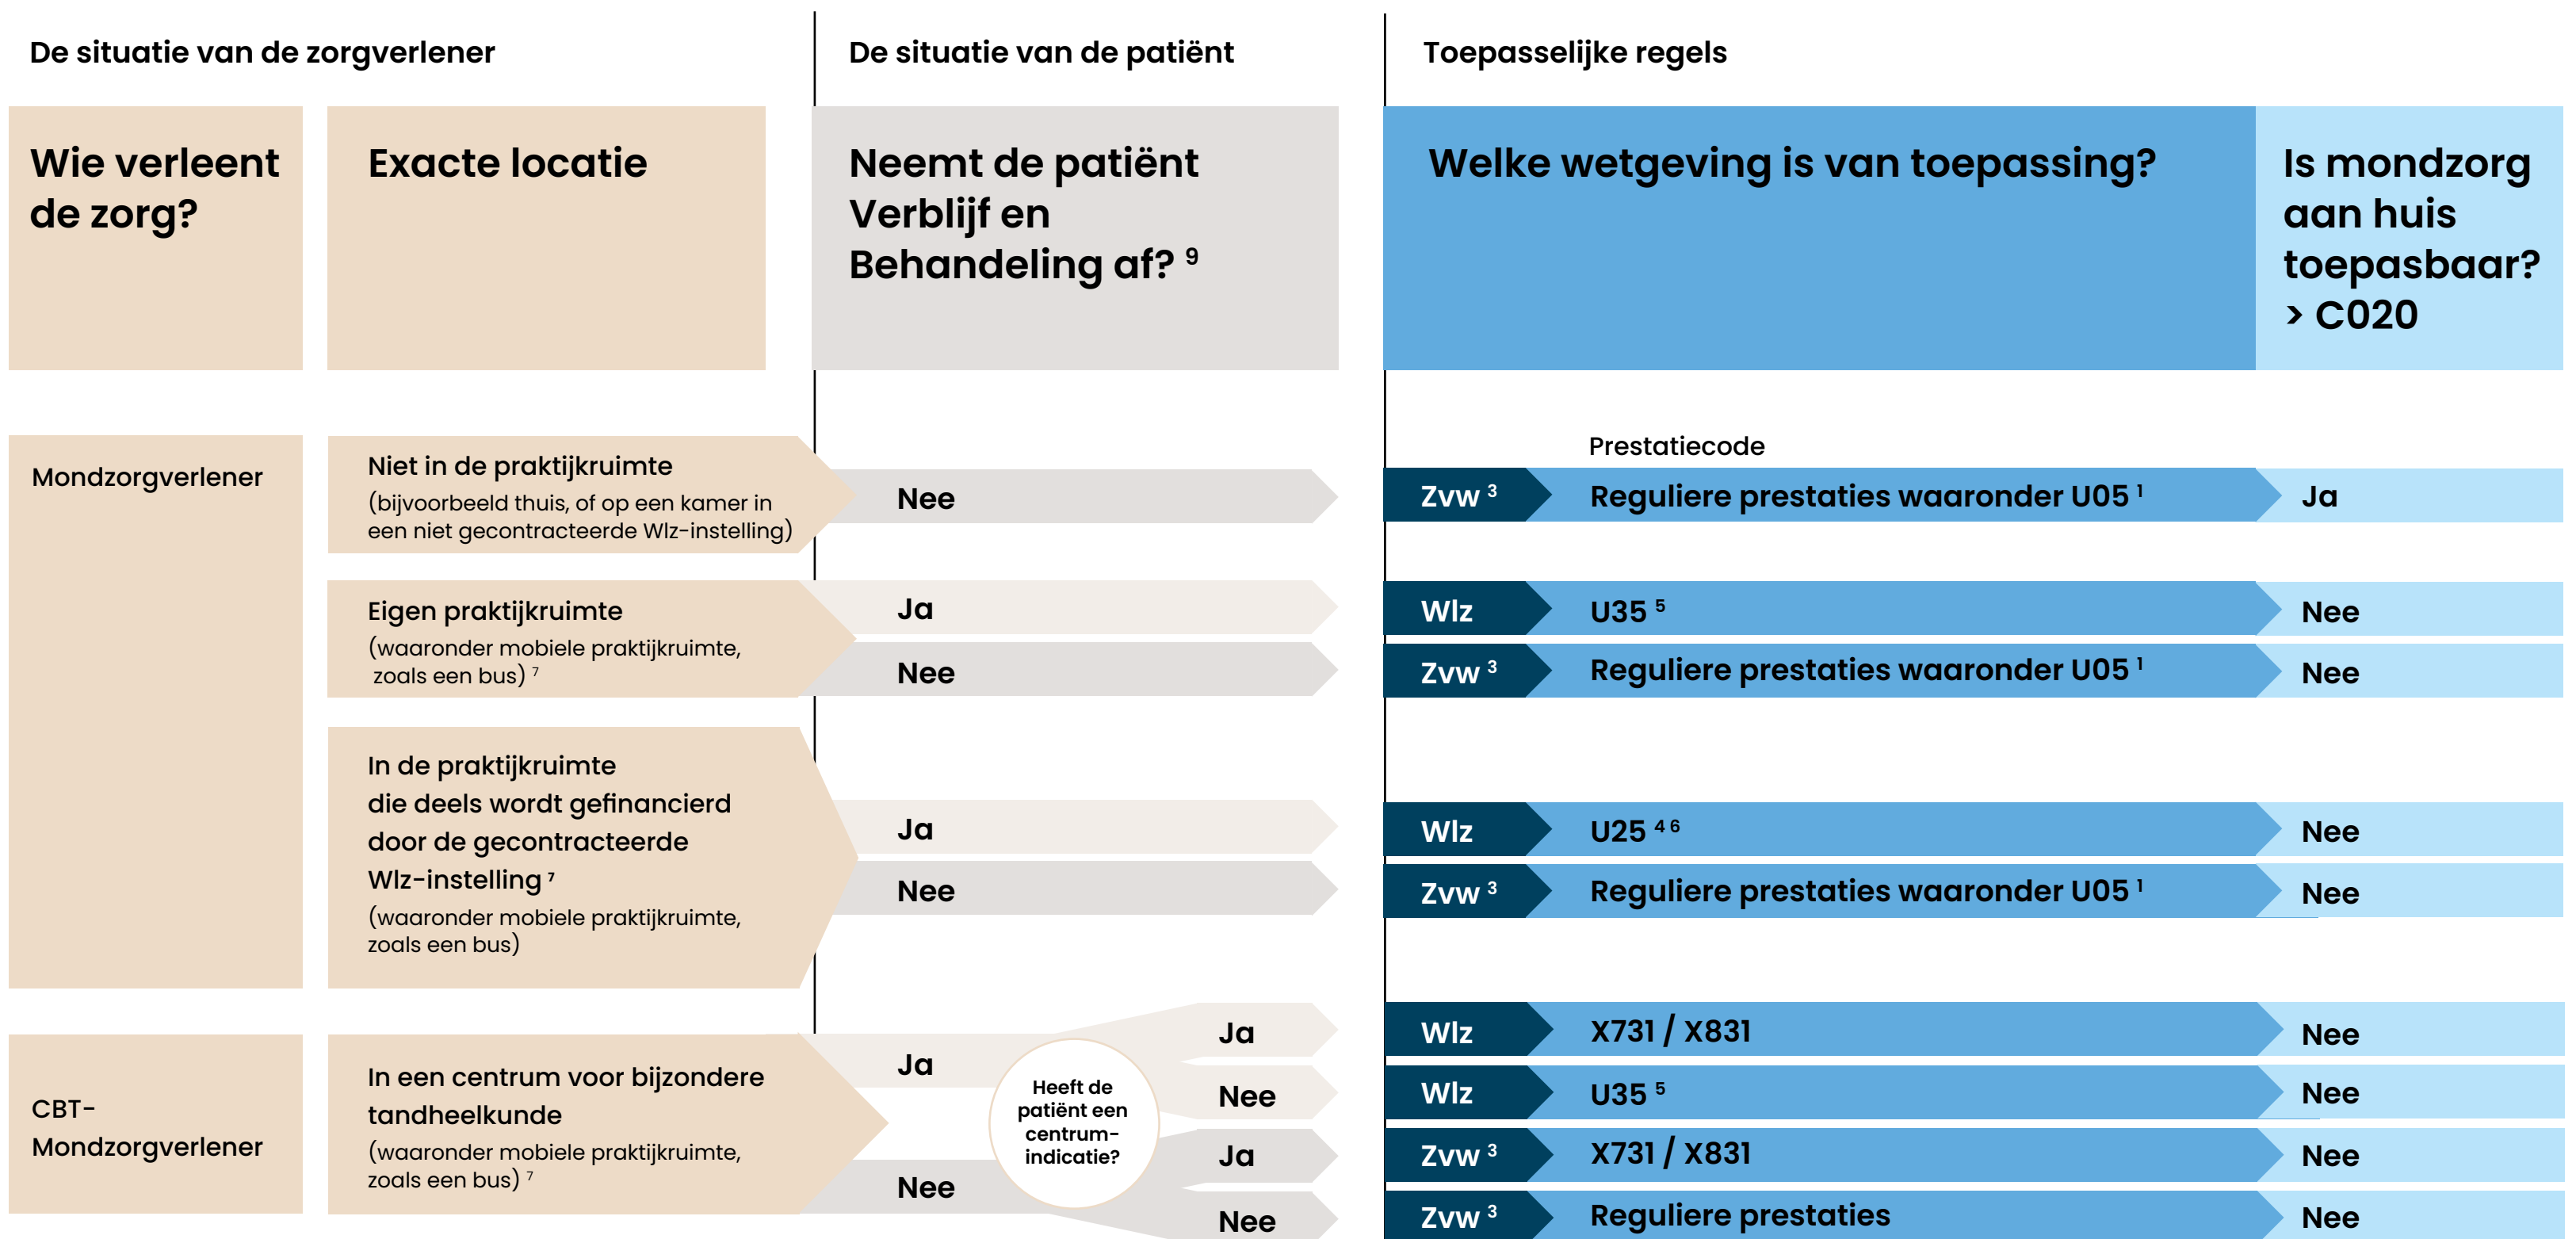 De situatie van de zorgverlener
De situatie van de patiënt
Toepasselijke regels
Wie verleent
de zorg?
Exacte locatie
Neemt de patiënt
Verblijf en
Behandeling af? ⁹
Welke wetgeving is van toepassing?
Is mondzorg
aan huis
toepasbaar?
> C020
Prestatiecode
Mondzorgverlener
Niet in de praktijkruimte
(bijvoorbeeld thuis, of op een kamer in
een niet gecontracteerde Wlz-instelling)
Nee
Zvw ³
Reguliere prestaties waaronder U05 ¹
Ja
Eigen praktijkruimte
(waaronder mobiele praktijkruimte,
zoals een bus) ⁷
Ja
Wlz
U35 ⁵
Nee
Nee
Zvw ³
Reguliere prestaties waaronder U05 ¹
Nee
In de praktijkruimte
die deels wordt gefinancierd
door de gecontracteerde
Wlz-instelling ⁷
(waaronder mobiele praktijkruimte,
zoals een bus)
Ja
Wlz
U25 ⁴ ⁶
Nee
Nee
Zvw ³
Reguliere prestaties waaronder U05 ¹
Nee
CBT-
Mondzorgverlener
In een centrum voor bijzondere
tandheelkunde
(waaronder mobiele praktijkruimte,
zoals een bus) ⁷
Ja
Nee
Heeft de
patiënt een
centrum-
indicatie?
Ja
Wlz
X731 / X831
Nee
Nee
Wlz
U35 ⁵
Nee
Ja
Zvw ³
X731 / X831
Nee
Nee
Zvw ³
Reguliere prestaties
Nee